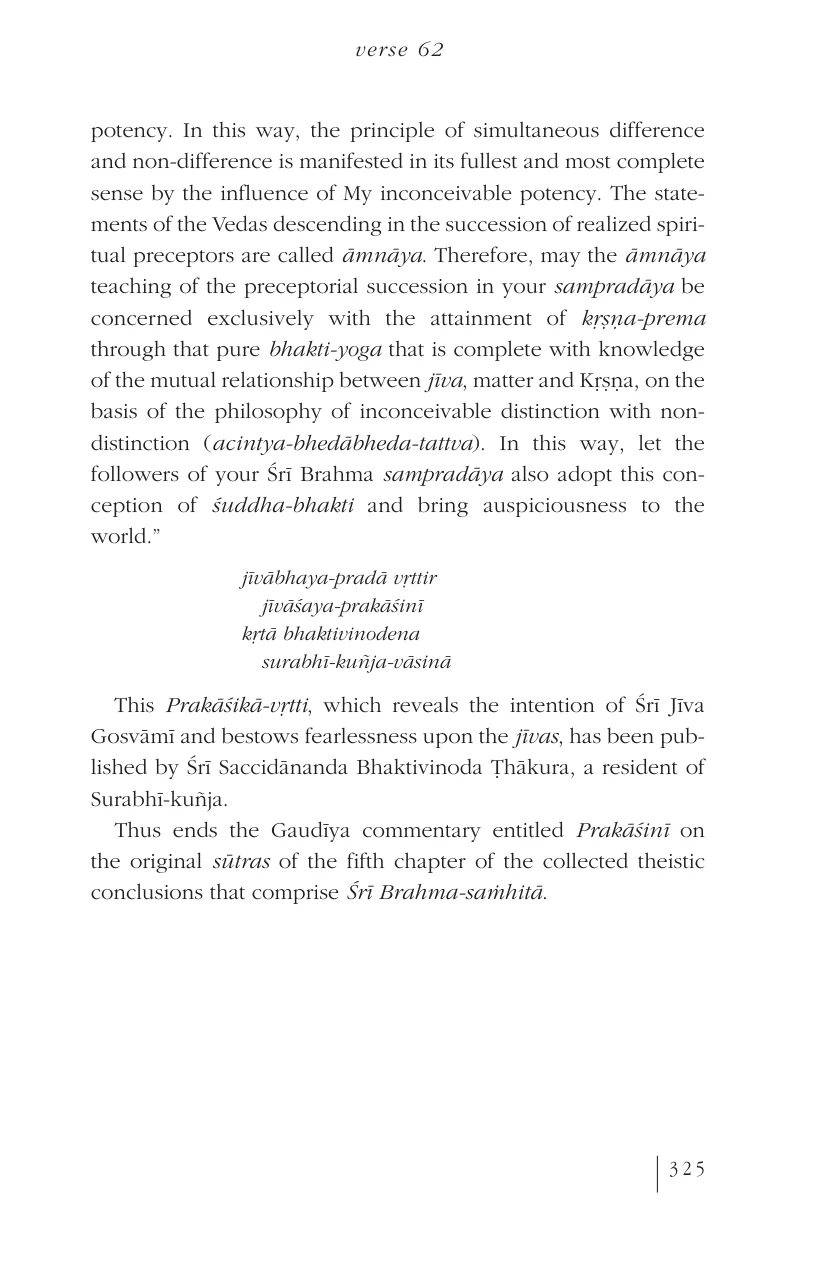 verse 62
potency. In this way, the principle of simultaneous difference
and non-difference is manifested in its fullest and most complete
sense by the influence of My inconceivable potency. The state-
ments of the Vedas descending in the succession of realized spiri-
tual preceptors are called āmnāya. Therefore, may the āmnāya
teaching of the preceptorial succession in your sampradāya be
concerned exclusively with the attainment of kṛṣṇa-prema
through that pure bhakti-yoga that is complete with knowledge
of the mutual relationship between jīva, matter and Kṛṣṇa, on the
basis of the philosophy of inconceivable distinction with non-
distinction (acintya-bhedābheda-tattva). In this way, let the
followers of your Śrī Brahma sampradāya also adopt this con-
ception of śuddha-bhakti and bring auspiciousness to the
world.”
jīvābhaya-pradā vṛttir
jīvāśaya-prakāśinī
kṛtā bhaktivinodena
surabhī-kuñja-vāsinā
This Prakāśikā-vṛtti, which reveals the intention of Śrī Jīva
Gosvāmī and bestows fearlessness upon the jīvas, has been pub-
lished by Śrī Saccidānanda Bhaktivinoda Ṭhākura, a resident of
Surabhī-kuñja.
Thus ends the Gaudīya commentary entitled Prakāśinī on
the original sūtras of the fifth chapter of the collected theistic
conclusions that comprise Śrī Brahma-saṁhitā.
325